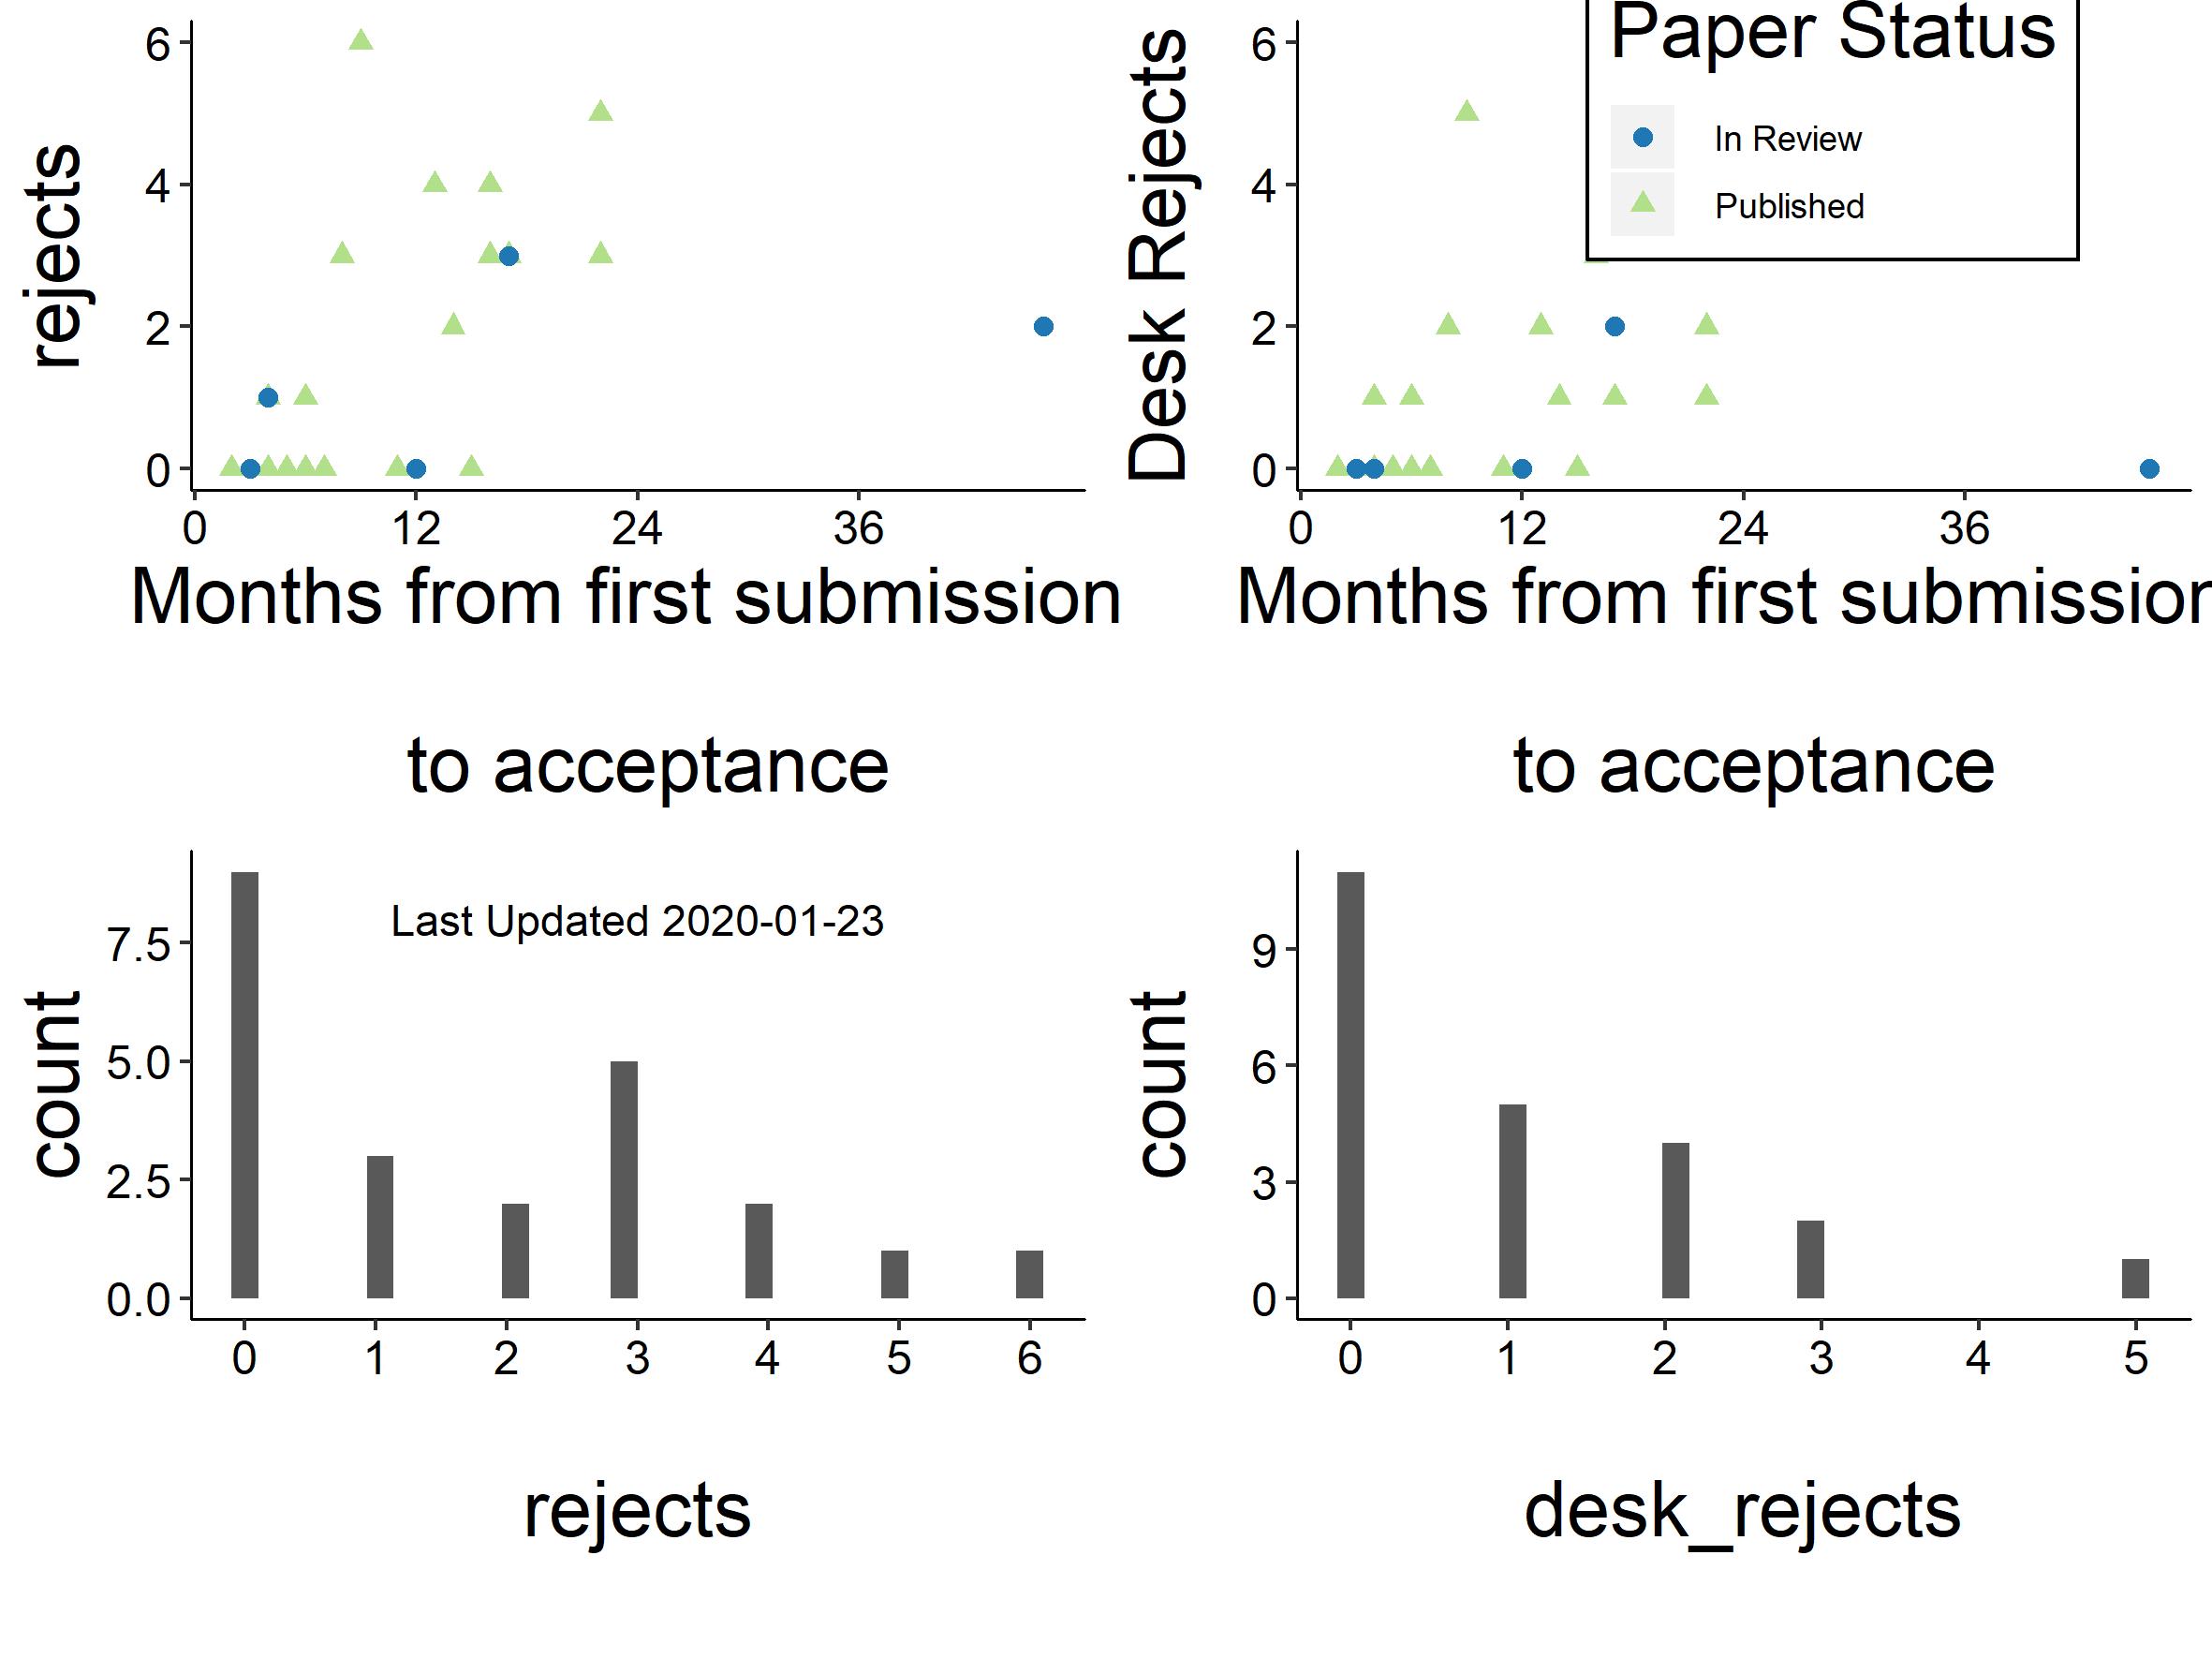 rejects
6
4
2
0
0 12 24 36
Months from first submission
to acceptance
Desk Rejects
6
4
2
0
0 12 24 36
Months from first submission
to acceptance
Paper Status
In Review
Published
count
7.5
5.0
2.5
0.0
Last Updated 2020-01-23
0 1 2 3 4 5 6
rejects
count
9
6
3
0
0 1 2 3 4 5
desk_rejects